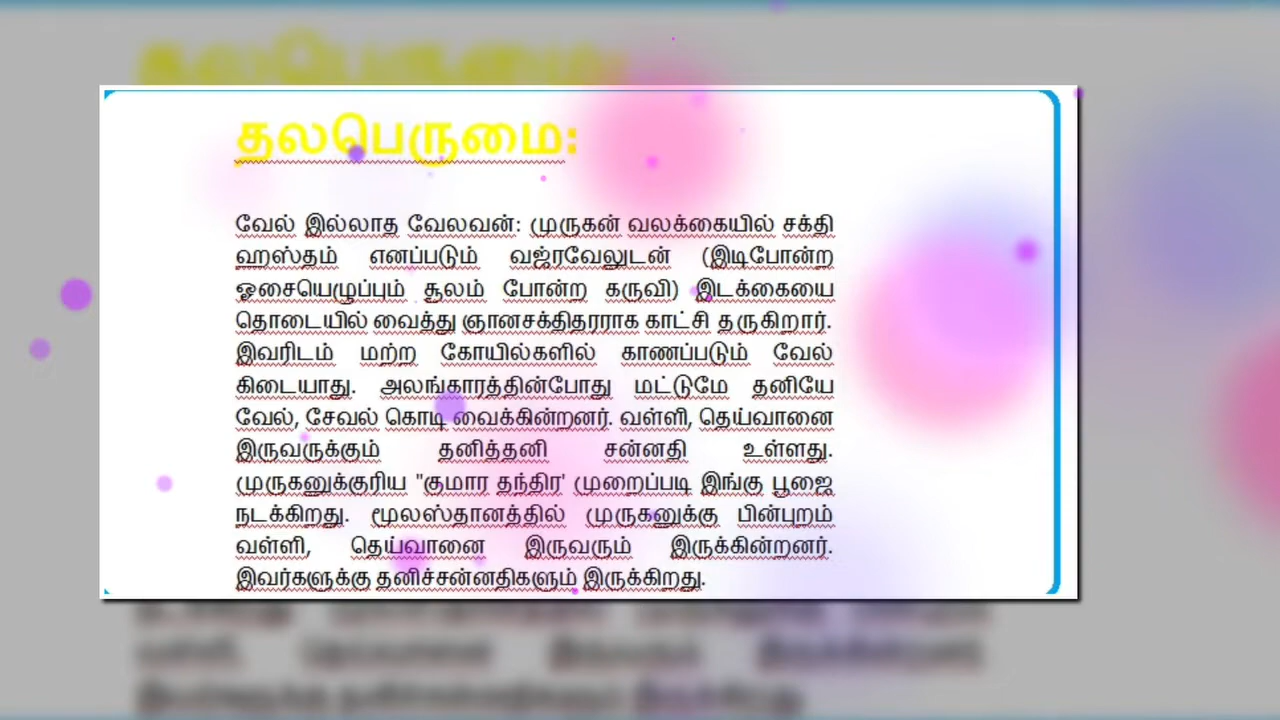 தலபெருமை:
வேல் இல்லாத வேலவன்: முருகன் வலக்கையில் சக்தி
ஹஸ்தம் எனப்படும் வஜ்ரவேலுடன் (இடிபோன்ற
ஓசையெழுப்பும் சூலம் போன்ற கருவி) இடக்கையை
தொடையில் வைத்து ஞானசக்திதரராக காட்சி தருகிறார்.
இவரிடம் மற்ற கோயில்களில் காணப்படும் வேல்
கிடையாது. அலங்காரத்தின்போது மட்டுமே தனியே
வேல், சேவல் கொடி வைக்கின்றனர். வள்ளி, தெய்வானை
இருவருக்கும் தனித்தனி சன்னதி உள்ளது.
முருகனுக்குரிய "குமார தந்திர' முறைப்படி இங்கு பூஜை
நடக்கிறது. மூலஸ்தானத்தில் முருகனுக்கு பின்புறம்
வள்ளி, தெய்வானை இருவரும் இருக்கின்றனர்.
இவர்களுக்கு தனிச்சன்னதிகளும் இருக்கிறது.